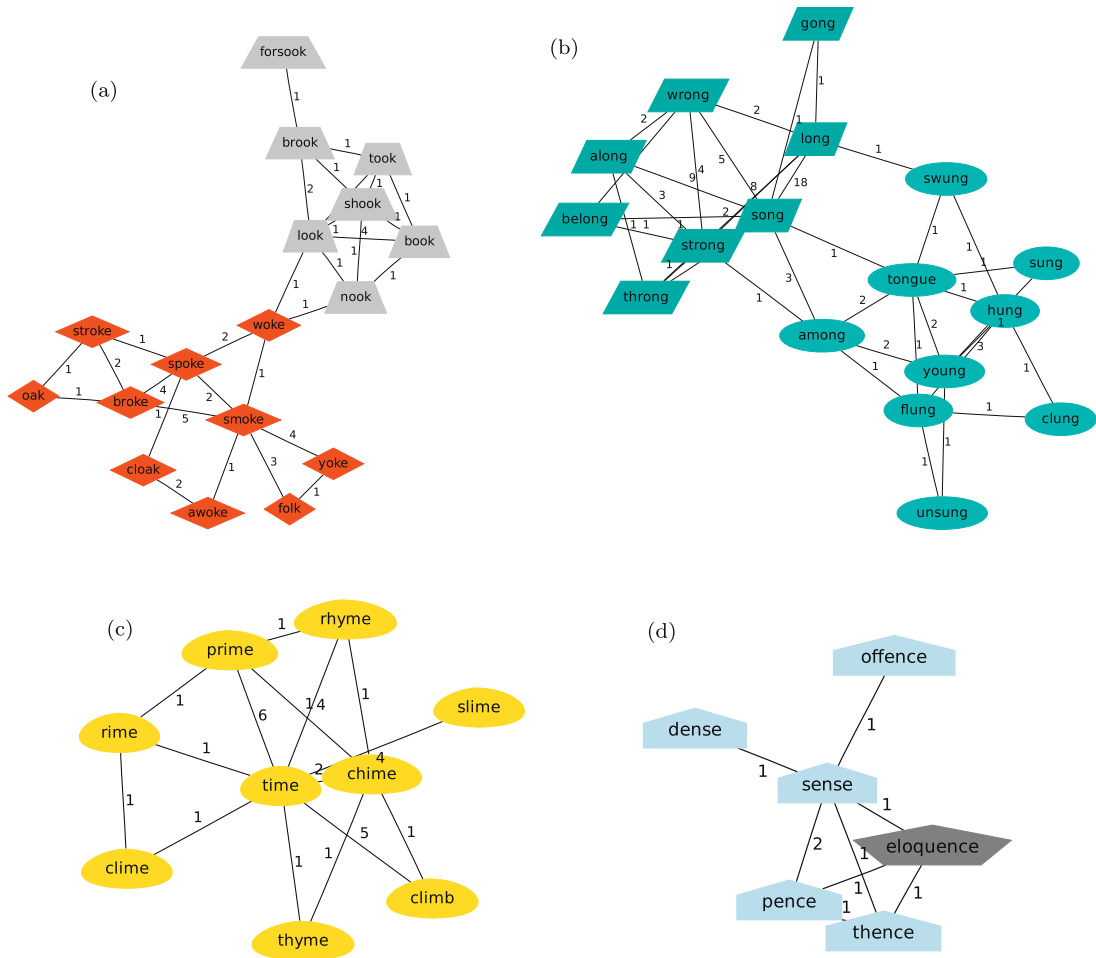 (a)
forsook
1
brook
1
took
1
1
shook
2
1
1
look
1
4
book
1
1
1
nook
1
1
woke
stroke
1
2
spoke
1
2
4
2
1
oak
1
broke
1
5
smoke
4
cloak
2
1
3
yoke
1
awoke
folk
(b)
gong
1
wrong
2
2
1
long
along
5
1
4
9
8
18
swung
3
belong
2
song
1
1
1
1
strong
1
1
1
sung
1
3
tongue
1
throng
1
2
hung
1
among
2
2
1
3
1
young
1
flung
1
clung
1
1
unsung
(c)
rhyme
1
prime
1
1
1
4
slime
6
rime
1
4
2
chime
time
1
1
5
1
1
1
clime
climb
thyme
(d)
offence
1
dense
1
sense
1
2
1
eloquence
1
1
pence
1
thence